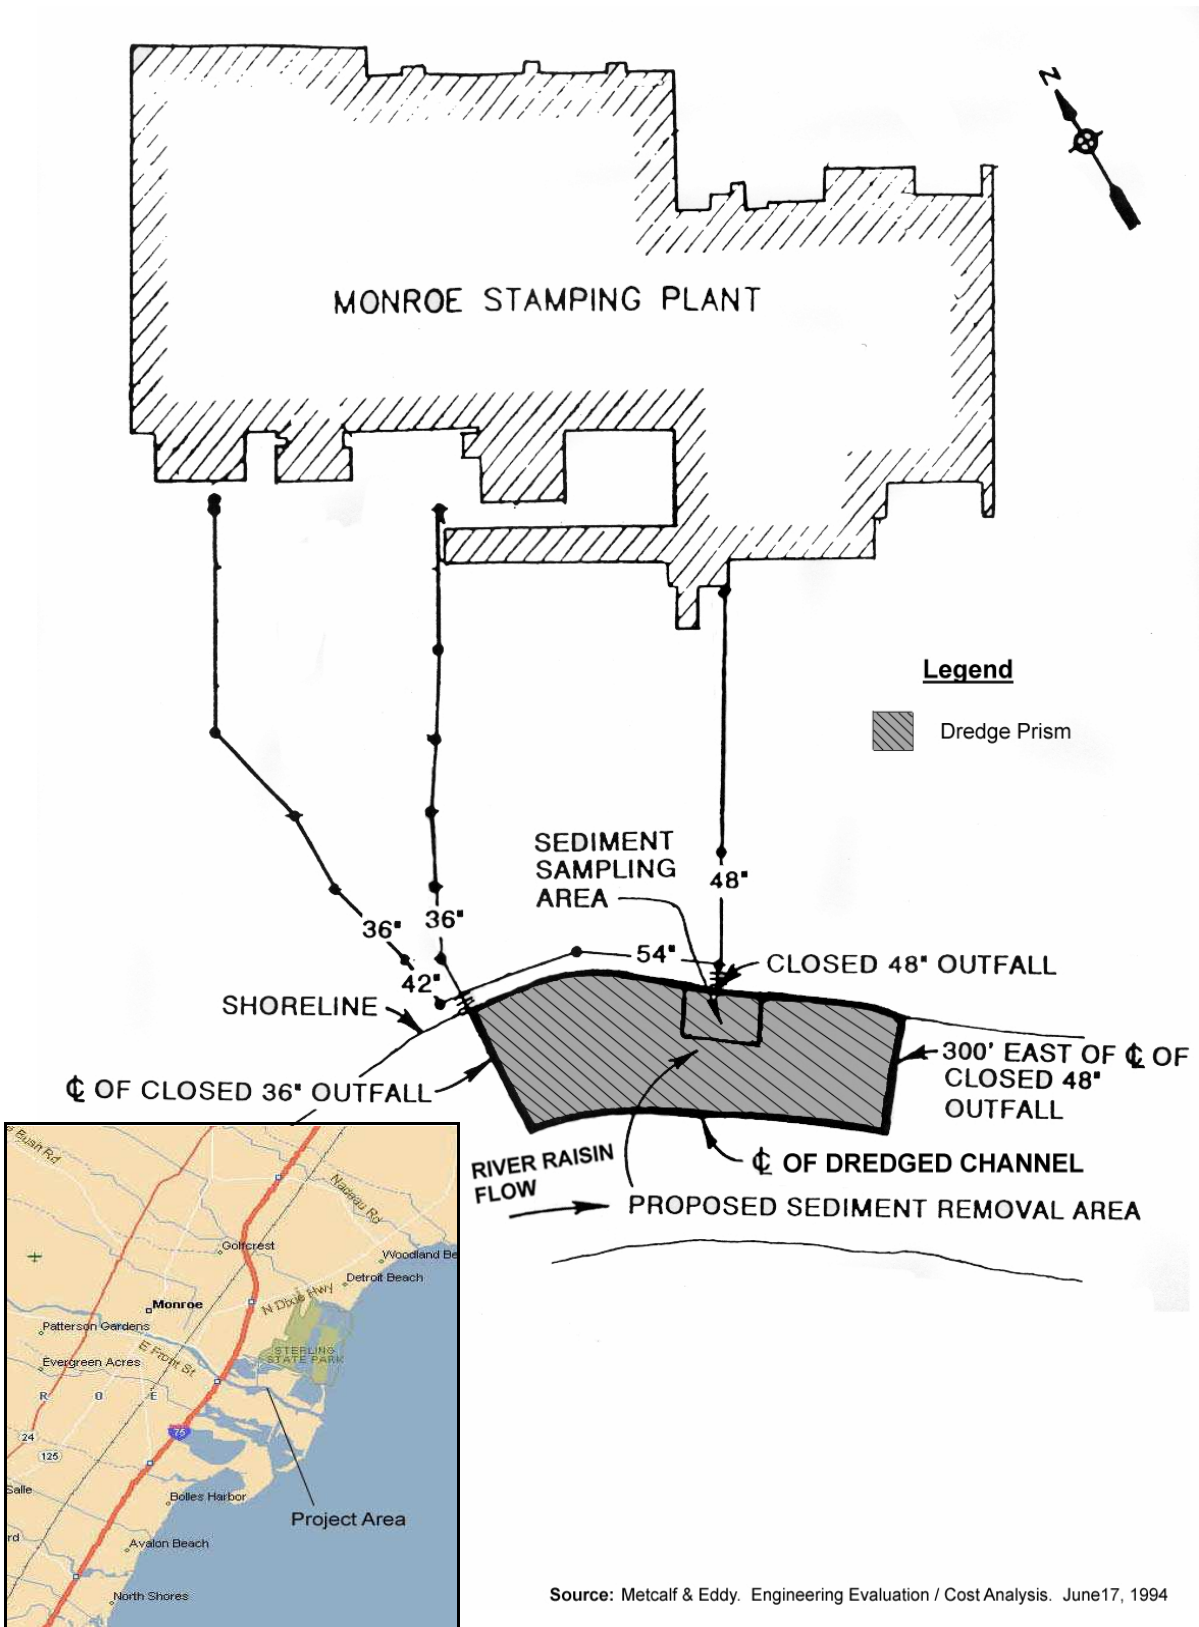 N
MONROE STAMPING PLANT
Legend
Dredge Prism
SEDIMENT
SAMPLING
AREA
48"
36"
36"
54"
42"
CLOSED 48" OUTFALL
SHORELINE
300' EAST OF ℄ OF
CLOSED 48"
OUTFALL
℄ OF CLOSED 36" OUTFALL
℄ OF DREDGED CHANNEL
RIVER RAISIN
FLOW
PROPOSED SEDIMENT REMOVAL AREA
Bush Rd
Nadeau Rd
Golfcrest
Woodland Be
Detroit Beach
N Dixie Hwy
Monroe
Patterson Gardens
E Front St
STERLING
STATE PARK
Evergreen Acres
R O E
75
24
125
Salle
Bolles Harbor
Project Area
rd
Avalon Beach
North Shores
Source: Metcalf & Eddy. Engineering Evaluation / Cost Analysis. June17, 1994